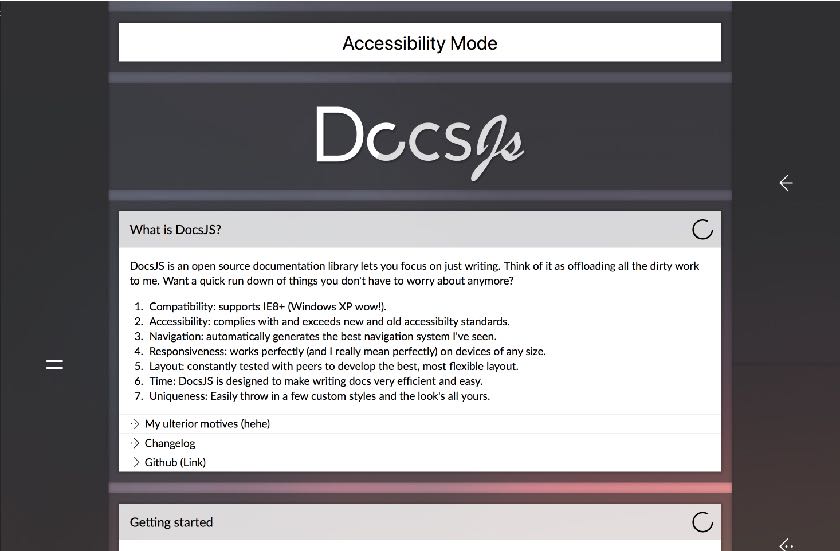 Accessibility Mode
DocsJs
What is DocsJS?
DocsJS is an open source documentation library lets you focus on just writing. Think of it as offloading all the dirty work
to me. Want a quick run down of things you don't have to worry about anymore?
1. Compatibility: supports IE8+ (Windows XP wow!).
2. Accessibility: complies with and exceeds new and old accessibilty standards.
3. Navigation: automatically generates the best navigation system I've seen.
4. Responsiveness: works perfectly (and I really mean perfectly) on devices of any size.
5. Layout: constantly tested with peers to develop the best, most flexible layout.
6. Time: DocsJS is designed to make writing docs very efficient and easy.
7. Uniqueness: Easily throw in a few custom styles and the look's all yours.
My ulterior motives (hehe)
Changelog
Github (Link)
Getting started